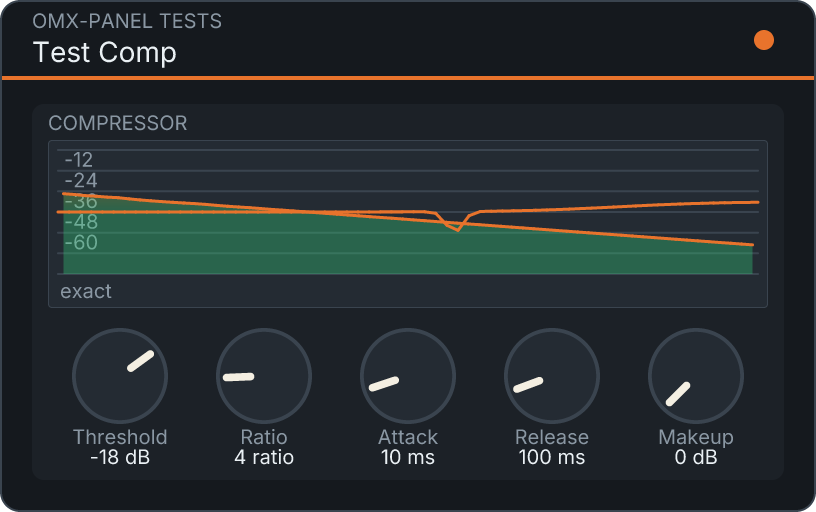 OMX-PANEL TESTS
Test Comp
COMPRESSOR
-12
-24
-36
-48
-60
exact
Threshold
-18 dB
Ratio
4 ratio
Attack
10 ms
Release
100 ms
Makeup
0 dB